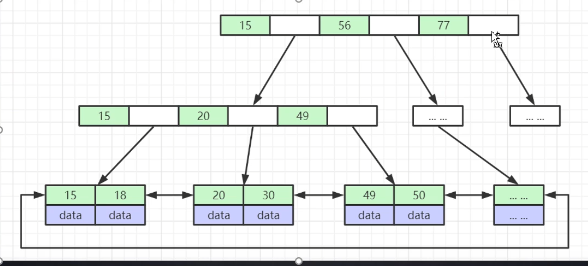 15 56 77
15 20 49 ... ... ... ...
15 18 20 30 49 50 ... ...
data data data data data data ... ...